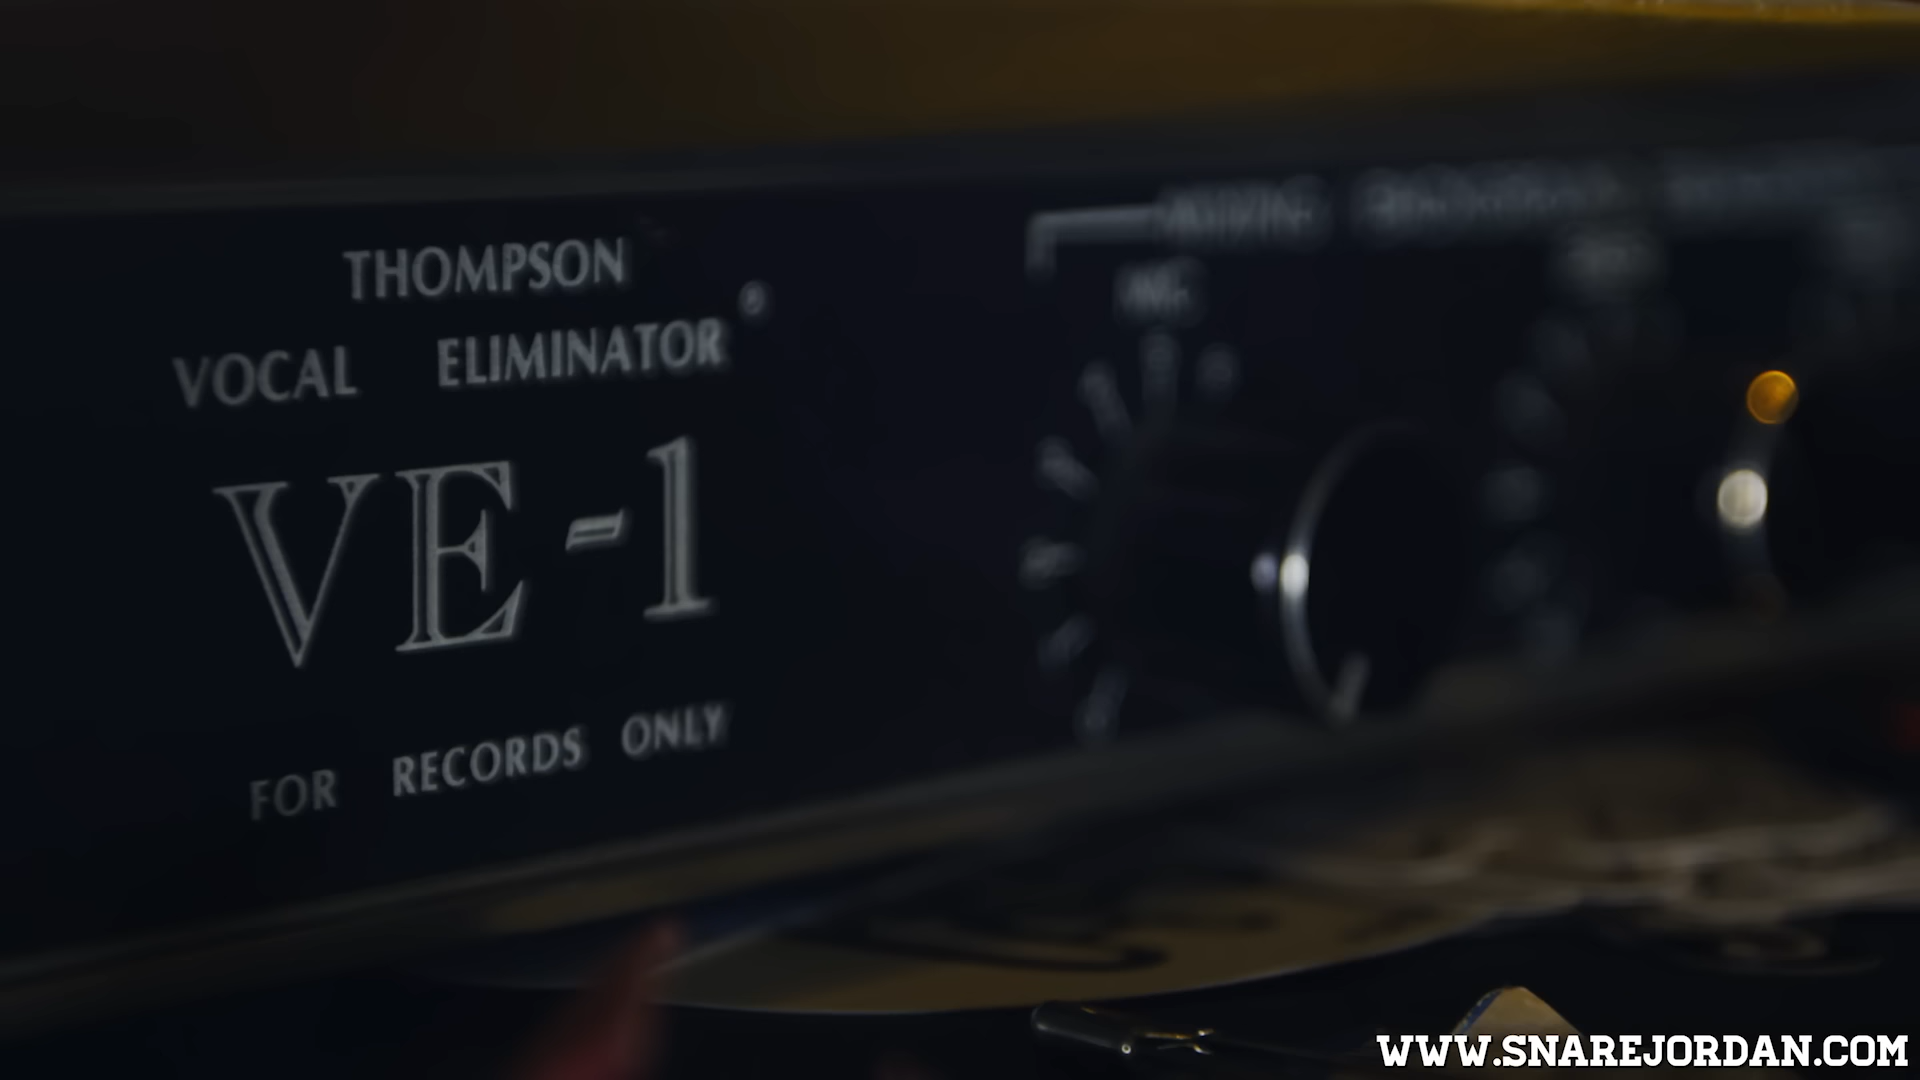 THOMPSON
VOCAL ELIMINATOR®
VE-1
FOR RECORDS ONLY
WWW.SNAREJORDAN.COM